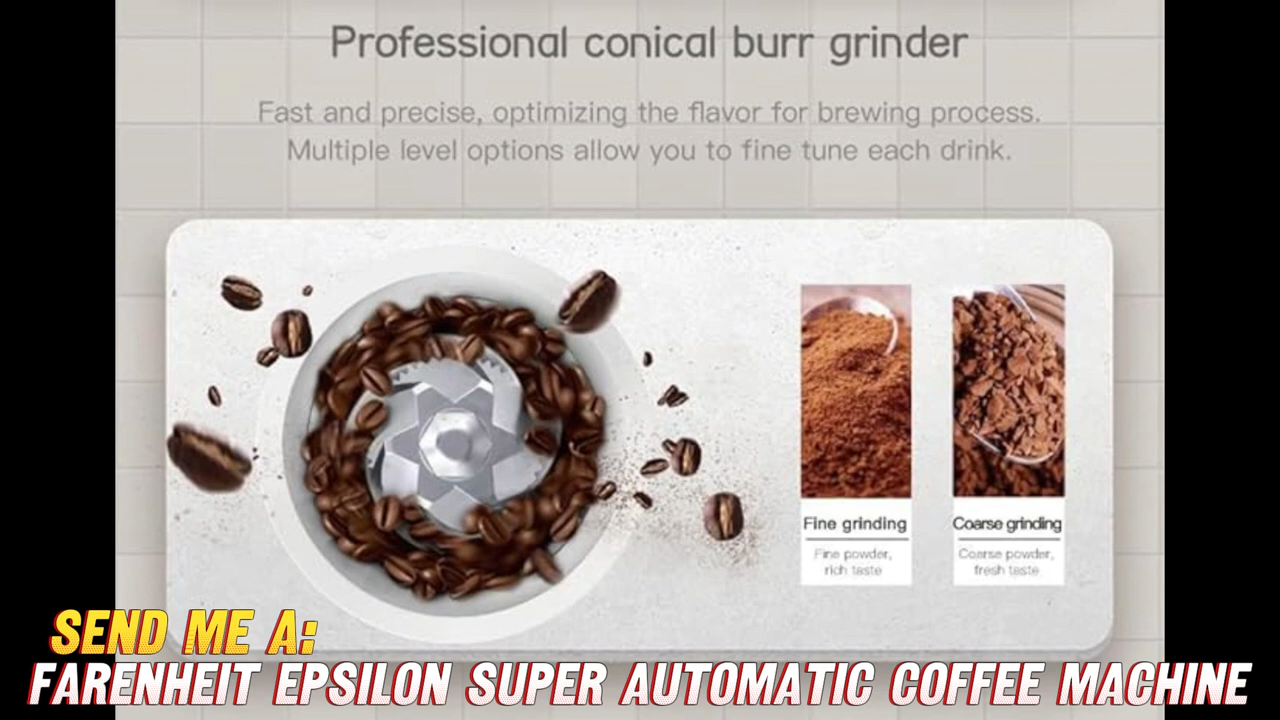 Professional conical burr grinder
Fast and precise, optimizing the flavor for brewing process.
Multiple level options allow you to fine tune each drink.
Fine grinding
Fine powder,
rich taste
Coarse grinding
Coarse powder,
fresh taste
SEND ME A:
FARENHEIT EPSILON SUPER AUTOMATIC COFFEE MACHINE